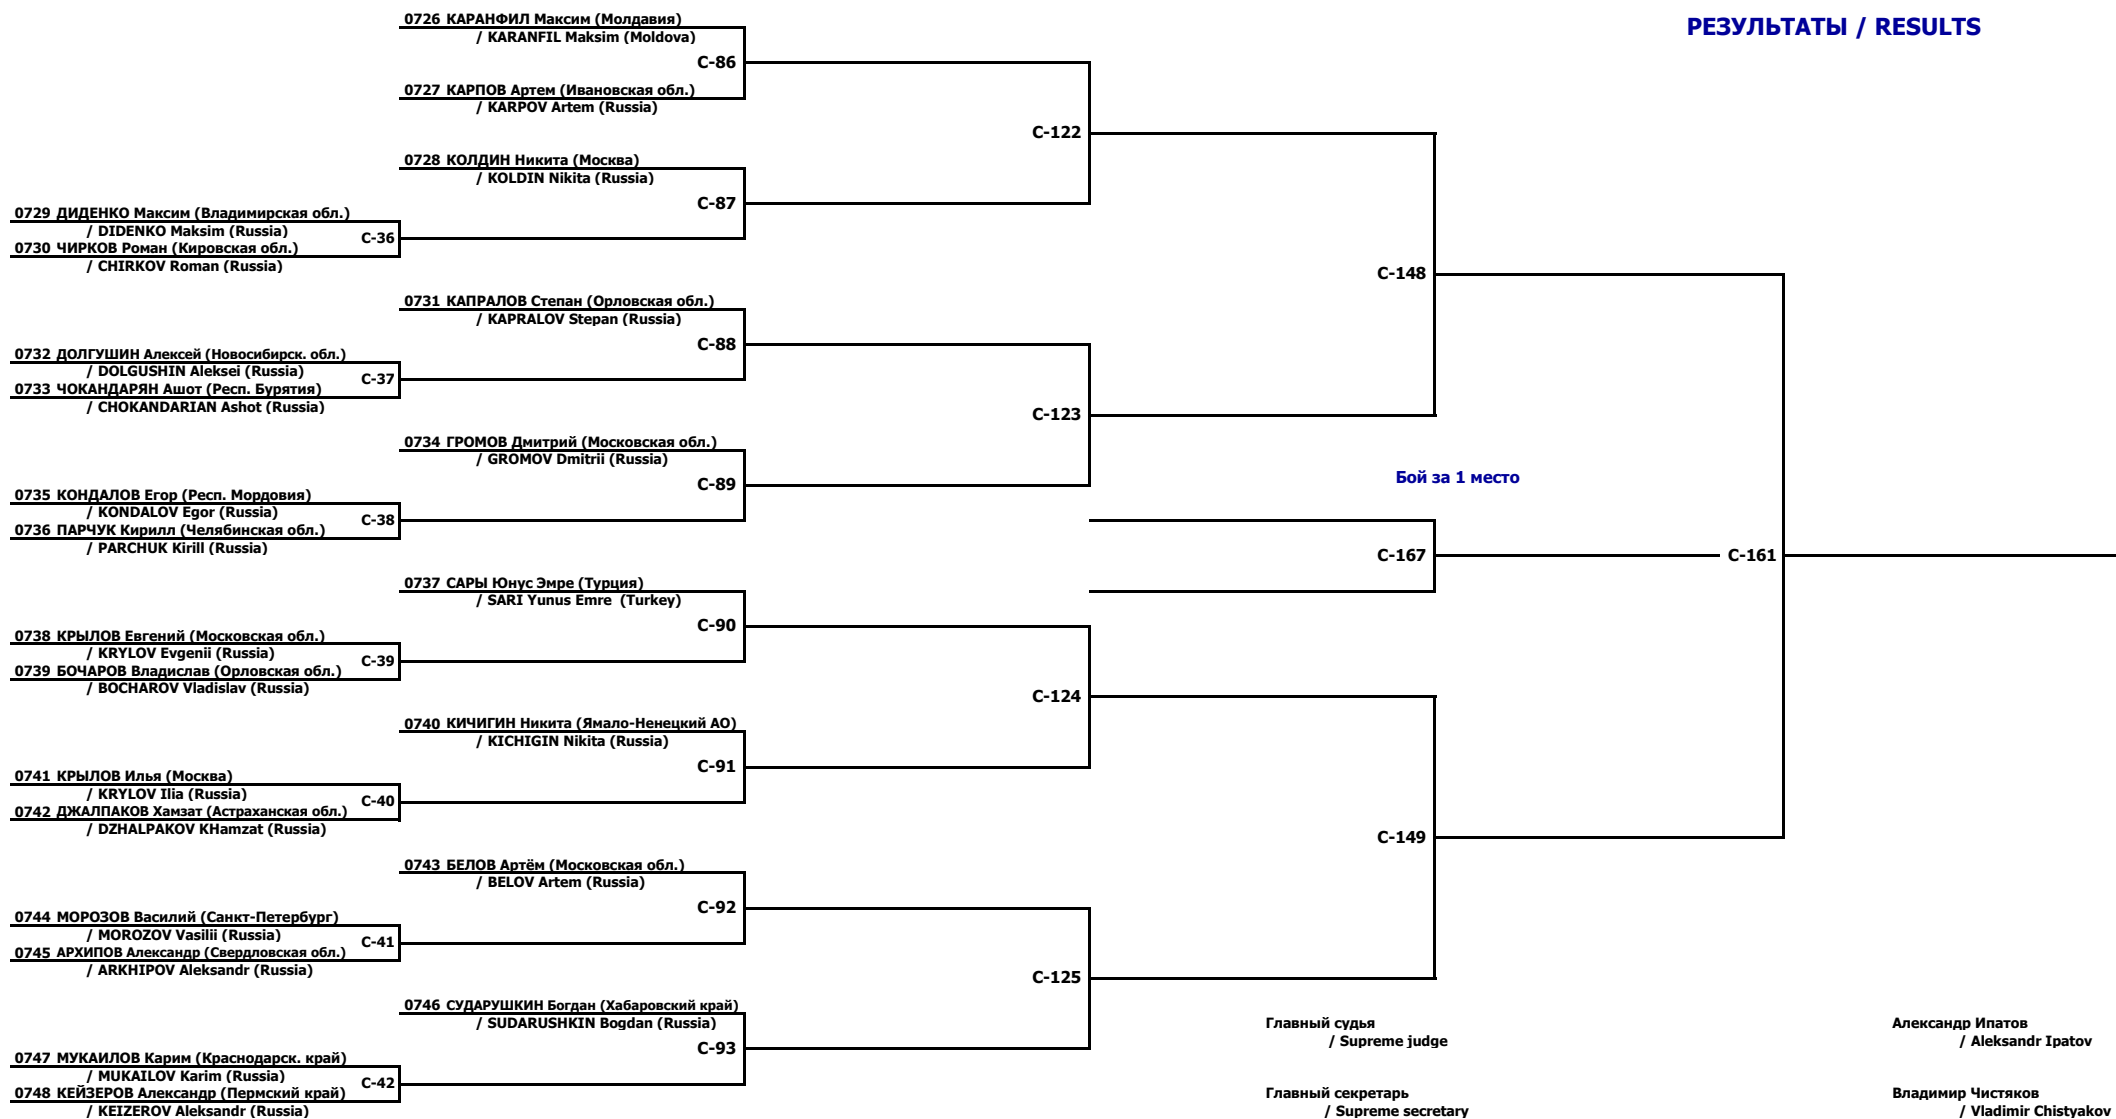 РЕЗУЛЬТАТЫ / RESULTS
0726 КАРАНФИЛ Максим (Молдавия)
/ KARANFIL Maksim (Moldova)
C-86
0727 КАРПОВ Артем (Ивановская обл.)
/ KARPOV Artem (Russia)
C-122
0728 КОЛДИН Никита (Москва)
/ KOLDIN Nikita (Russia)
C-87
0729 ДИДЕНКО Максим (Владимирская обл.)
/ DIDENKO Maksim (Russia)
C-36
0730 ЧИРКОВ Роман (Кировская обл.)
/ CHIRKOV Roman (Russia)
C-148
0731 КАПРАЛОВ Степан (Орловская обл.)
/ KAPRALOV Stepan (Russia)
C-88
0732 ДОЛГУШИН Алексей (Новосибирск. обл.)
/ DOLGUSHIN Aleksei (Russia)
C-37
0733 ЧОКАНДАРЯН Ашот (Респ. Бурятия)
/ CHOKANDARIAN Ashot (Russia)
C-123
0734 ГРОМОВ Дмитрий (Московская обл.)
/ GROMOV Dmitrii (Russia)
C-89
Бой за 1 место
0735 КОНДАЛОВ Егор (Респ. Мордовия)
/ KONDALOV Egor (Russia)
C-38
0736 ПАРЧУК Кирилл (Челябинская обл.)
/ PARCHUK Kirill (Russia)
C-167
C-161
0737 САРЫ Юнус Эмре (Турция)
/ SARI Yunus Emre (Turkey)
C-90
0738 КРЫЛОВ Евгений (Московская обл.)
/ KRYLOV Evgenii (Russia)
C-39
0739 БОЧАРОВ Владислав (Орловская обл.)
/ BOCHAROV Vladislav (Russia)
C-124
0740 КИЧИГИН Никита (Ямало-Ненецкий АО)
/ KICHIGIN Nikita (Russia)
C-91
0741 КРЫЛОВ Илья (Москва)
/ KRYLOV Ilia (Russia)
C-40
0742 ДЖАЛПАКОВ Хамзат (Астраханская обл.)
/ DZHALPAKOV KHamzat (Russia)
C-149
0743 БЕЛОВ Артём (Московская обл.)
/ BELOV Artem (Russia)
C-92
0744 МОРОЗОВ Василий (Санкт-Петербург)
/ MOROZOV Vasilii (Russia)
C-41
0745 АРХИПОВ Александр (Свердловская обл.)
/ ARKHIPOV Aleksandr (Russia)
C-125
0746 СУДАРУШКИН Богдан (Хабаровский край)
/ SUDARUSHKIN Bogdan (Russia)
C-93
0747 МУКАИЛОВ Карим (Краснодарск. край)
/ MUKAILOV Karim (Russia)
C-42
0748 КЕЙЗЕРОВ Александр (Пермский край)
/ KEIZEROV Aleksandr (Russia)
Главный судья
/ Supreme judge
Александр Ипатов
/ Aleksandr Ipatov
Главный секретарь
/ Supreme secretary
Владимир Чистяков
/ Vladimir Chistyakov